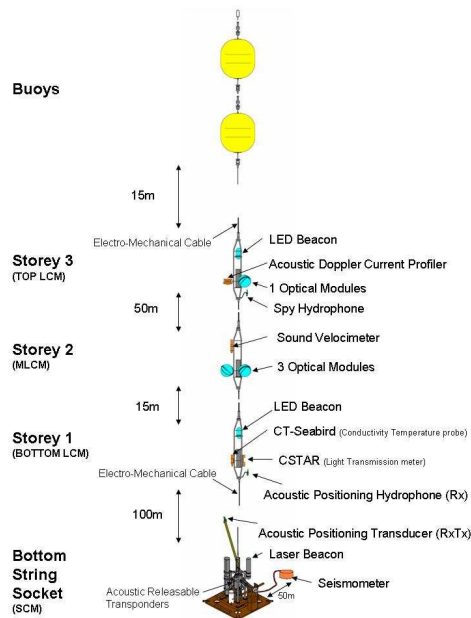 Buoys
15m
Electro-Mechanical Cable
LED Beacon
Storey 3
(TOP LCM)
Acoustic Doppler Current Profiler
1 Optical Modules
50m
Spy Hydrophone
Sound Velocimeter
Storey 2
(MLCM)
3 Optical Modules
15m
LED Beacon
Storey 1
(BOTTOM LCM)
CT-Seabird (Conductivity Temperature probe)
CSTAR (Light Transmission meter)
Electro-Mechanical Cable
Acoustic Positioning Hydrophone (Rx)
100m
Acoustic Positioning Transducer (RxTx)
Bottom
String
Socket
(SCM)
Laser Beacon
Acoustic Releasable
Transponders
Seismometer
50m